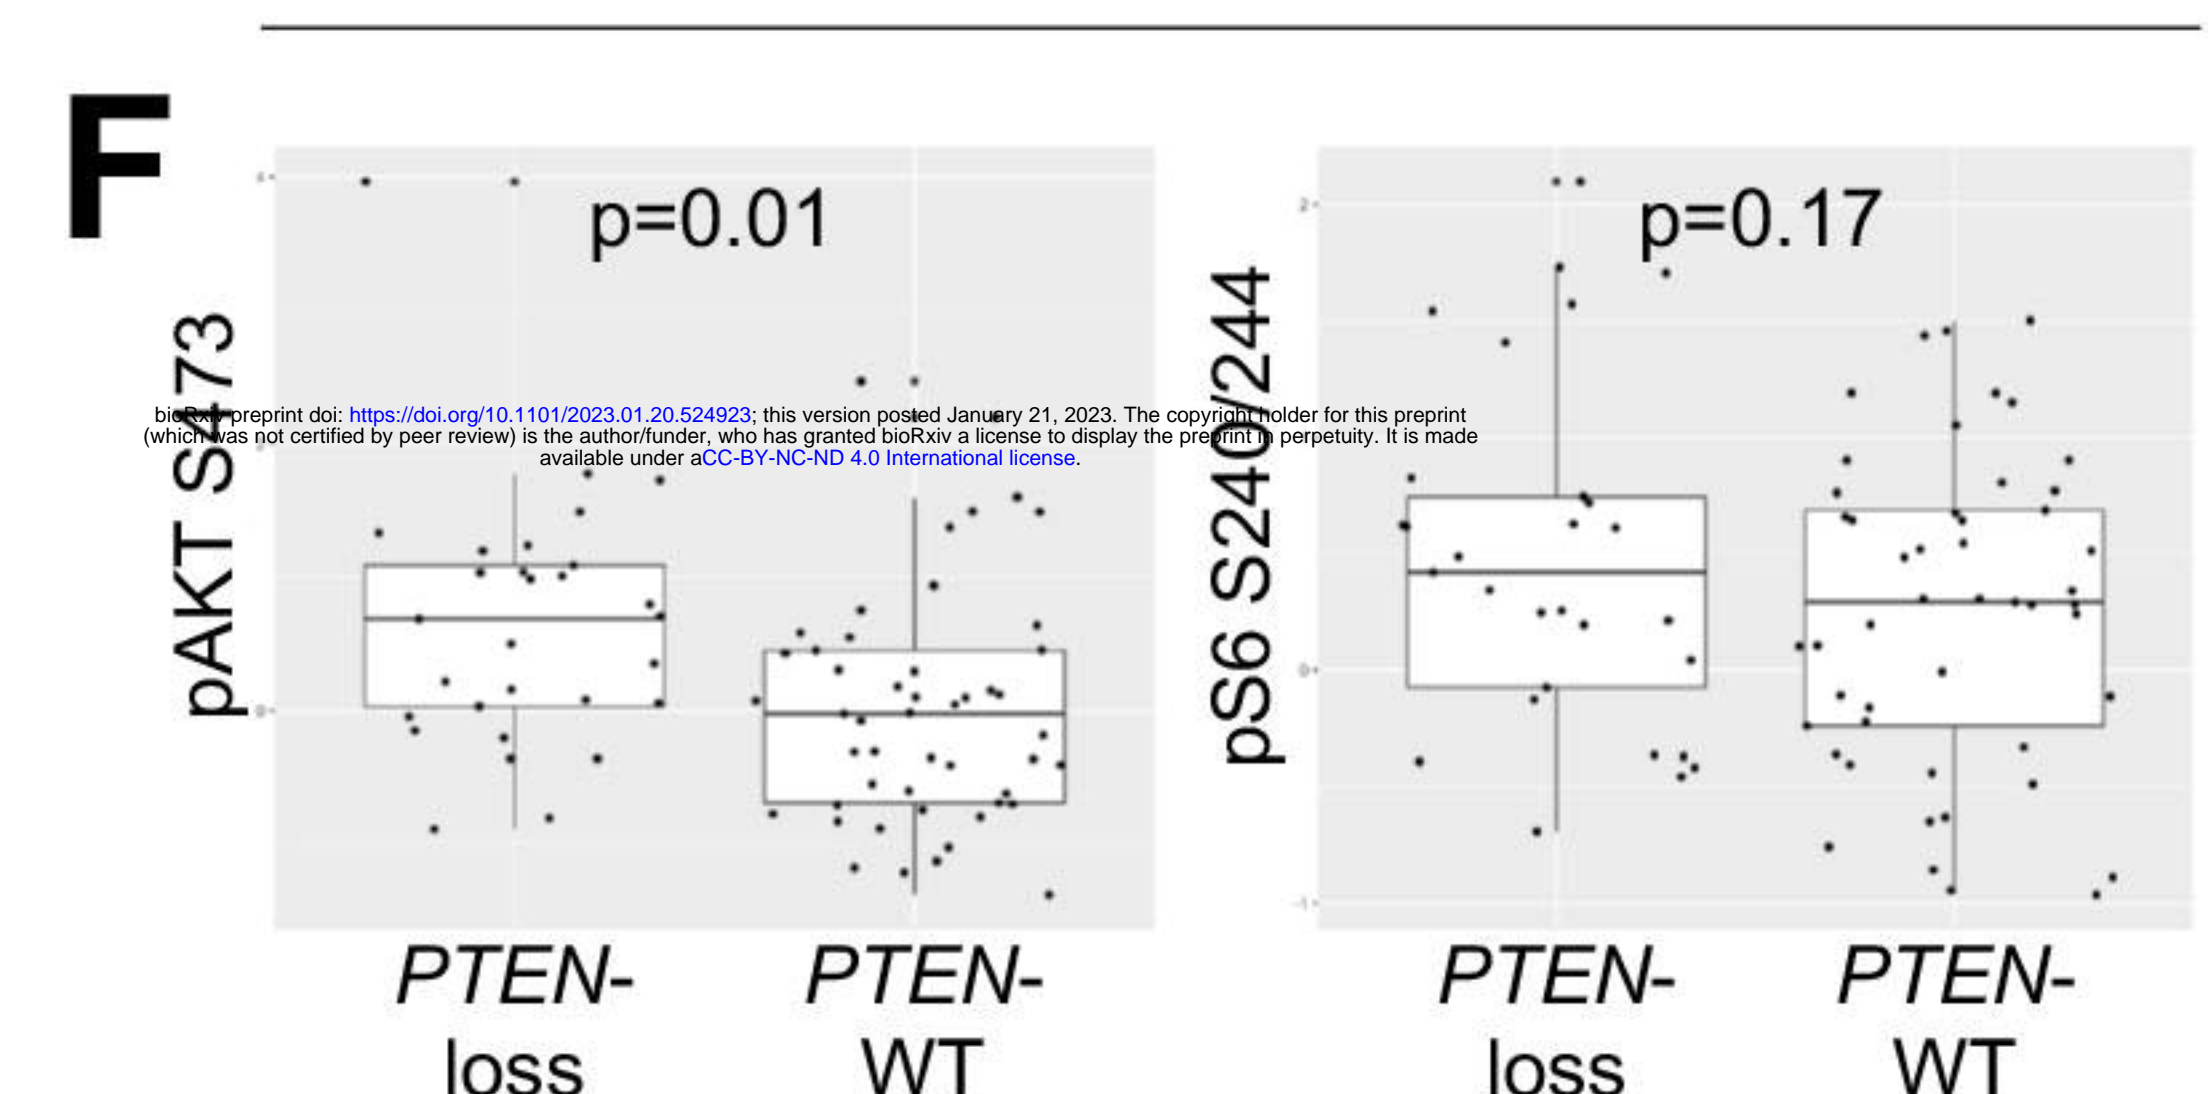 F
p=0.01
p=0.17
pAKT S473
pS6 S240/244
2
0
0
-1
bioRxiv preprint doi: https://doi.org/10.1101/2023.01.20.524923; this version posted January 21, 2023. The copyright holder for this preprint
(which was not certified by peer review) is the author/funder, who has granted bioRxiv a license to display the preprint in perpetuity. It is made
available under aCC-BY-NC-ND 4.0 International license.
PTEN-
loss
PTEN-
WT
PTEN-
loss
PTEN-
WT